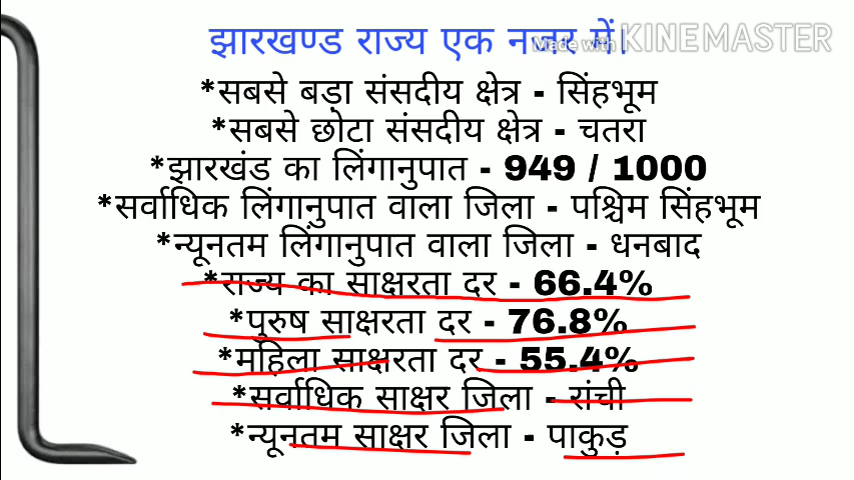 झारखण्ड राज्य एक नजर में।
Made with KINEMASTER
*सबसे बड़ा संसदीय क्षेत्र - सिंहभूम
*सबसे छोटा संसदीय क्षेत्र - चतरा
*झारखंड का लिंगानुपात - 949 / 1000
*सर्वाधिक लिंगानुपात वाला जिला - पश्चिम सिंहभूम
*न्यूनतम लिंगानुपात वाला जिला - धनबाद
*राज्य का साक्षरता दर - 66.4%
*पुरुष साक्षरता दर - 76.8%
*महिला साक्षरता दर - 55.4%
*सर्वाधिक साक्षर जिला - रांची
*न्यूनतम साक्षर जिला - पाकुड़